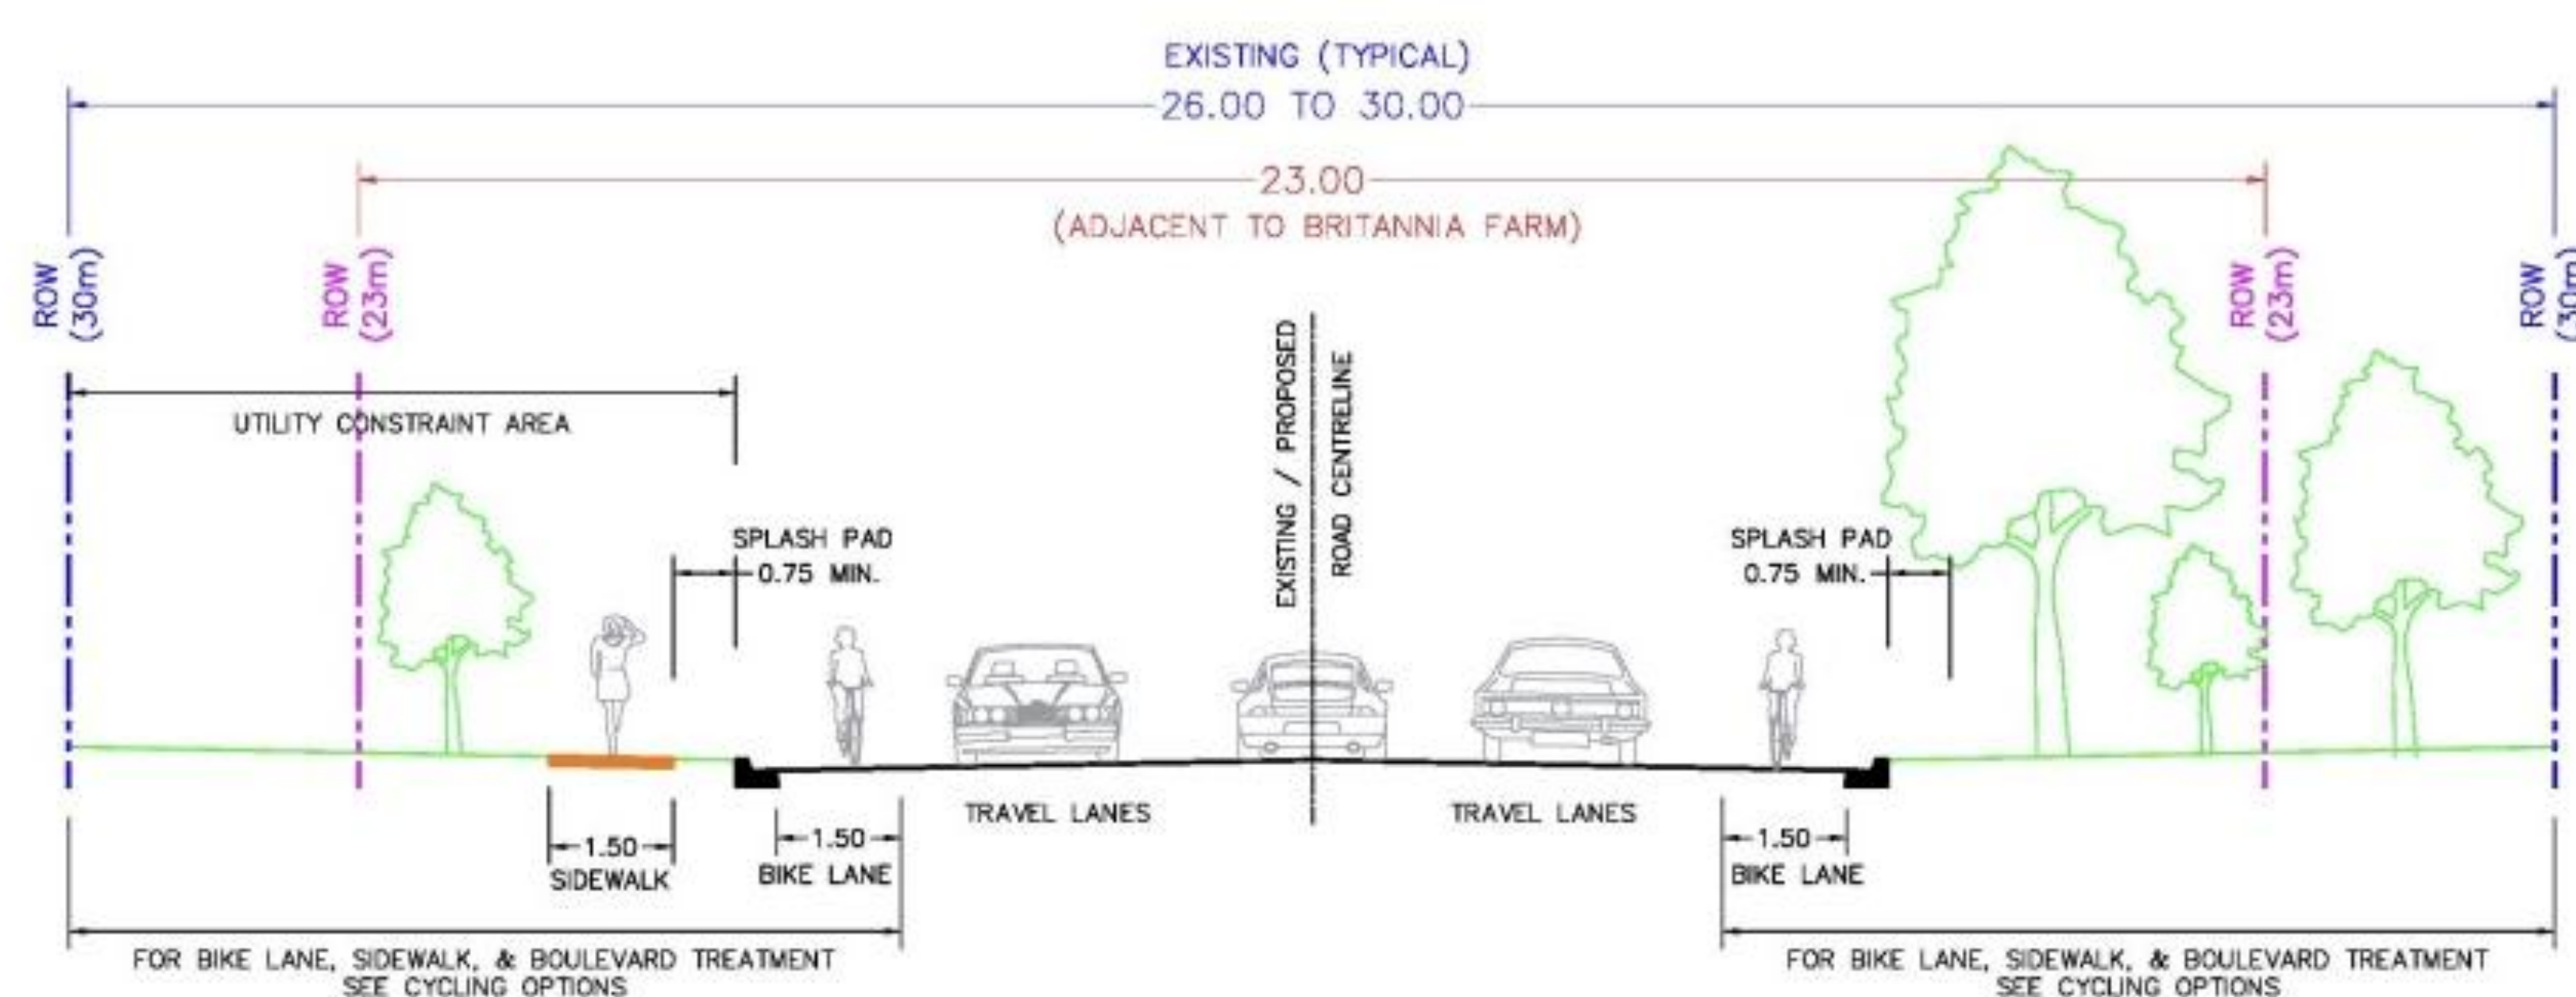 EXISTING (TYPICAL)
26.00 TO 30.00
23.00
(ADJACENT TO BRITANNIA FARM)
ROW
(30m)
ROW
(23m)
ROW
(23m)
ROW
(30m)
EXISTING / PROPOSED
ROAD CENTRELINE
UTILITY CONSTRAINT AREA
SPLASH PAD
0.75 MIN.
SPLASH PAD
0.75 MIN.
TRAVEL LANES
TRAVEL LANES
1.50
SIDEWALK
1.50
BIKE LANE
1.50
BIKE LANE
FOR BIKE LANE, SIDEWALK, & BOULEVARD TREATMENT
SEE CYCLING OPTIONS
FOR BIKE LANE, SIDEWALK, & BOULEVARD TREATMENT
SEE CYCLING OPTIONS